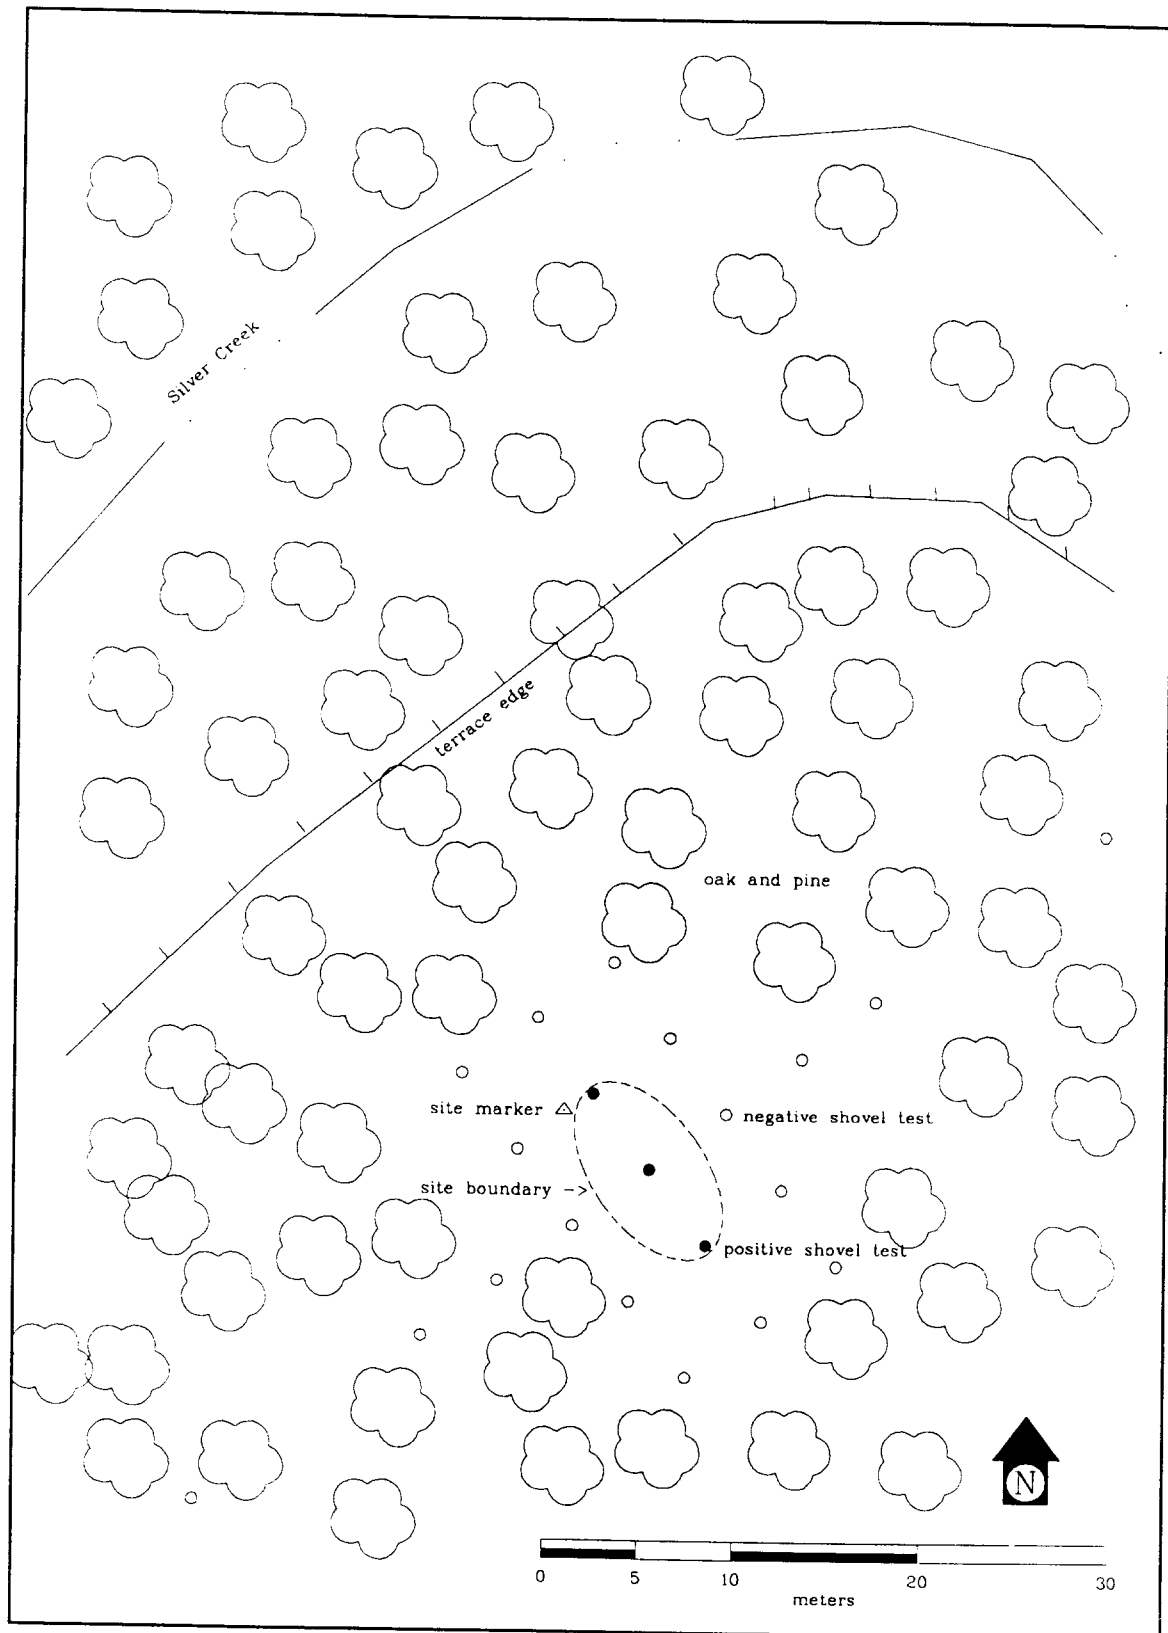 Silver Creek
terrace edge
oak and pine
site marker
negative shovel test
site boundary ->
positive shovel test
N
0 5 10 20 30
meters